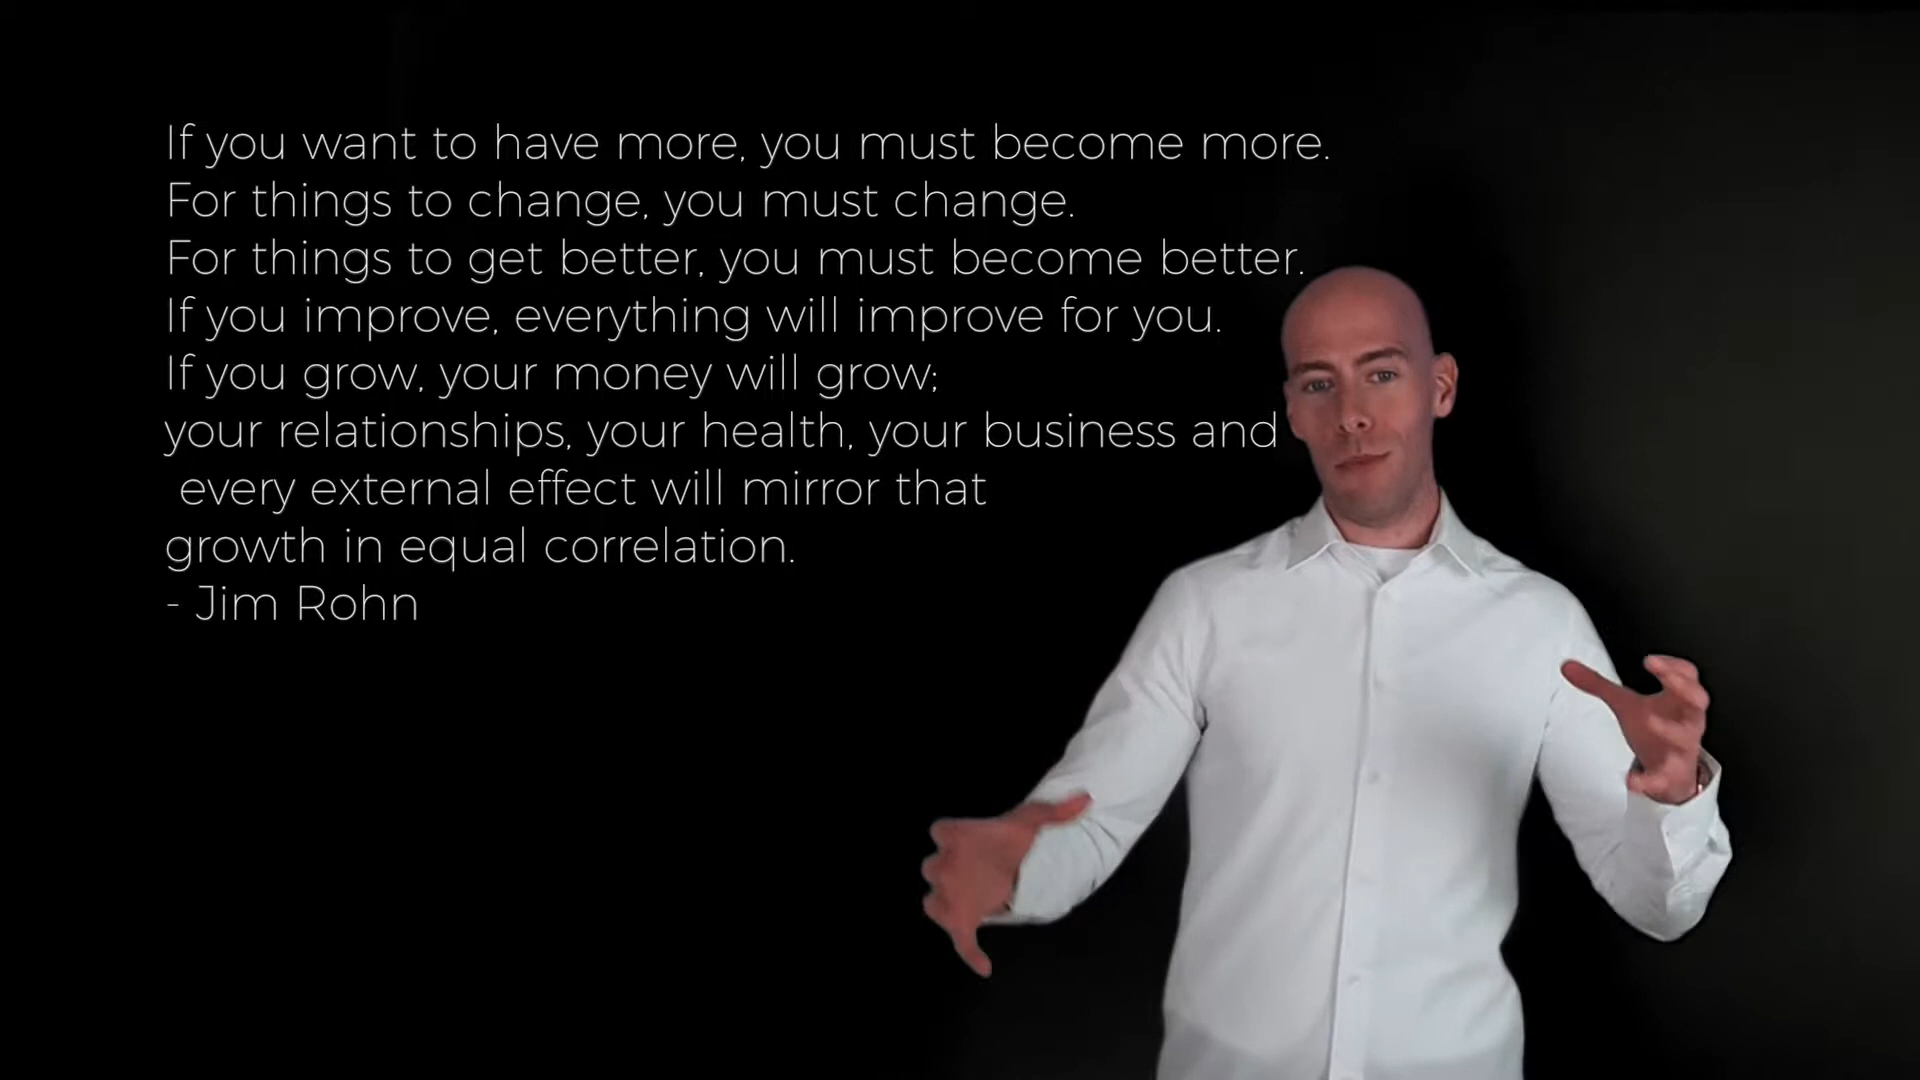 If you want to have more, you must become more.
For things to change, you must change.
For things to get better, you must become better.
If you improve, everything will improve for you.
If you grow, your money will grow;
your relationships, your health, your business and
every external effect will mirror that
growth in equal correlation.
- Jim Rohn